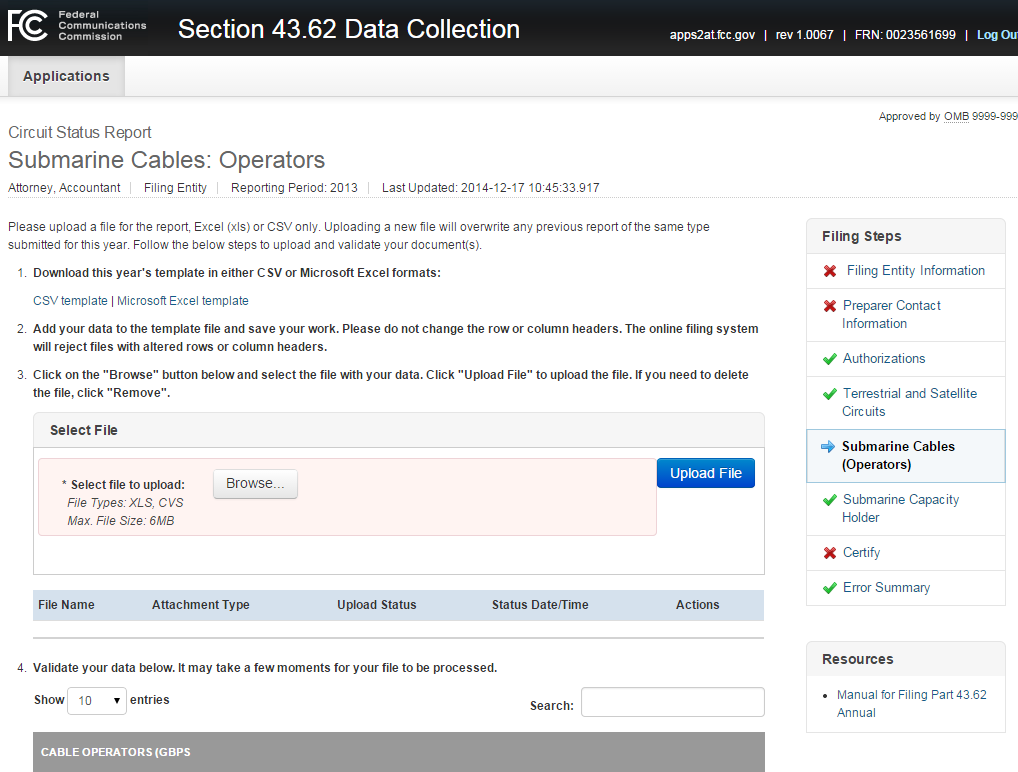 FCC Federal
Communications
Commission
Section 43.62 Data Collection
apps2at.fcc.gov | rev 1.0067 | FRN: 0023561699 | Log Ou
Applications
Approved by OMB 9999-999
Circuit Status Report
Submarine Cables: Operators
Attorney, Accountant | Filing Entity | Reporting Period: 2013 | Last Updated: 2014-12-17 10:45:33.917
Please upload a file for the report, Excel (xls) or CSV only. Uploading a new file will overwrite any previous report of the same type
submitted for this year. Follow the below steps to upload and validate your document(s).
1. Download this year's template in either CSV or Microsoft Excel formats:
CSV template | Microsoft Excel template
2. Add your data to the template file and save your work. Please do not change the row or column headers. The online filing system
will reject files with altered rows or column headers.
3. Click on the "Browse" button below and select the file with your data. Click "Upload File" to upload the file. If you need to delete
the file, click "Remove".
Select File
* Select file to upload:
File Types: XLS, CVS
Max. File Size: 6MB
Browse...
Upload File
File Name Attachment Type Upload Status Status Date/Time Actions
4. Validate your data below. It may take a few moments for your file to be processed.
Show 10 entries
Search:
CABLE OPERATORS (GBPS
Filing Steps
Filing Entity Information
Preparer Contact
Information
Authorizations
Terrestrial and Satellite
Circuits
Submarine Cables
(Operators)
Submarine Capacity
Holder
Certify
Error Summary
Resources
• Manual for Filing Part 43.62
Annual